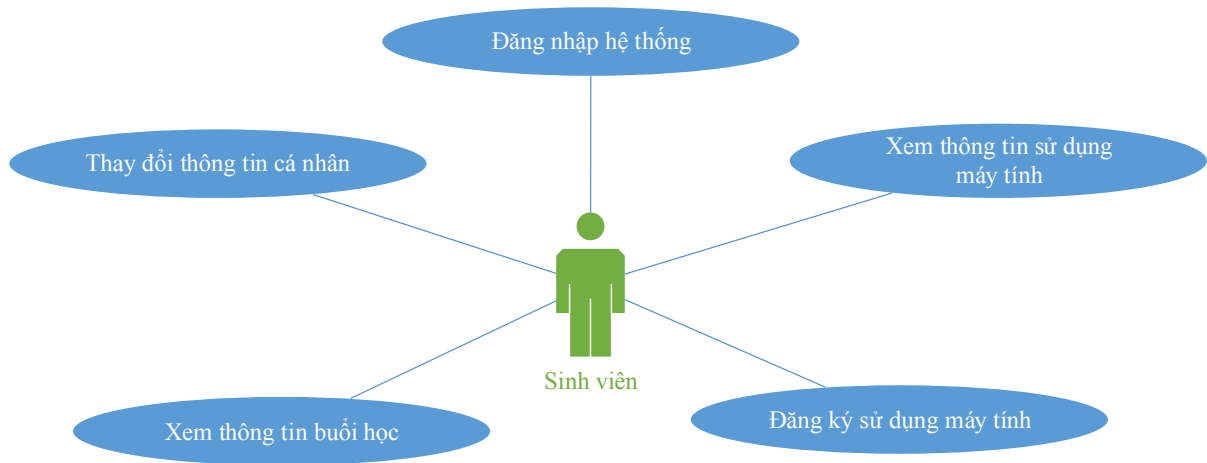 Đăng nhập hệ thống
Thay đổi thông tin cá nhân
Xem thông tin sử dụng
máy tính
Sinh viên
Xem thông tin buổi học
Đăng ký sử dụng máy tính